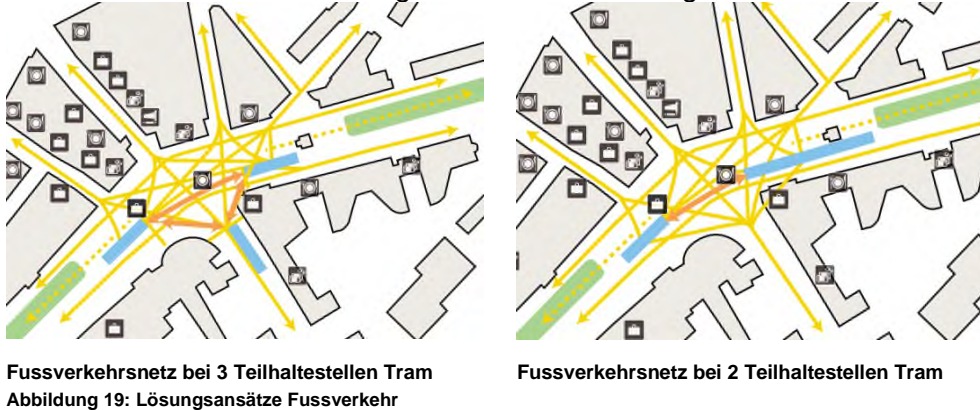 Fussverkehrsnetz bei 3 Teilhaltestellen Tram
Fussverkehrsnetz bei 2 Teilhaltestellen Tram
Abbildung 19: Lösungsansätze Fussverkehr